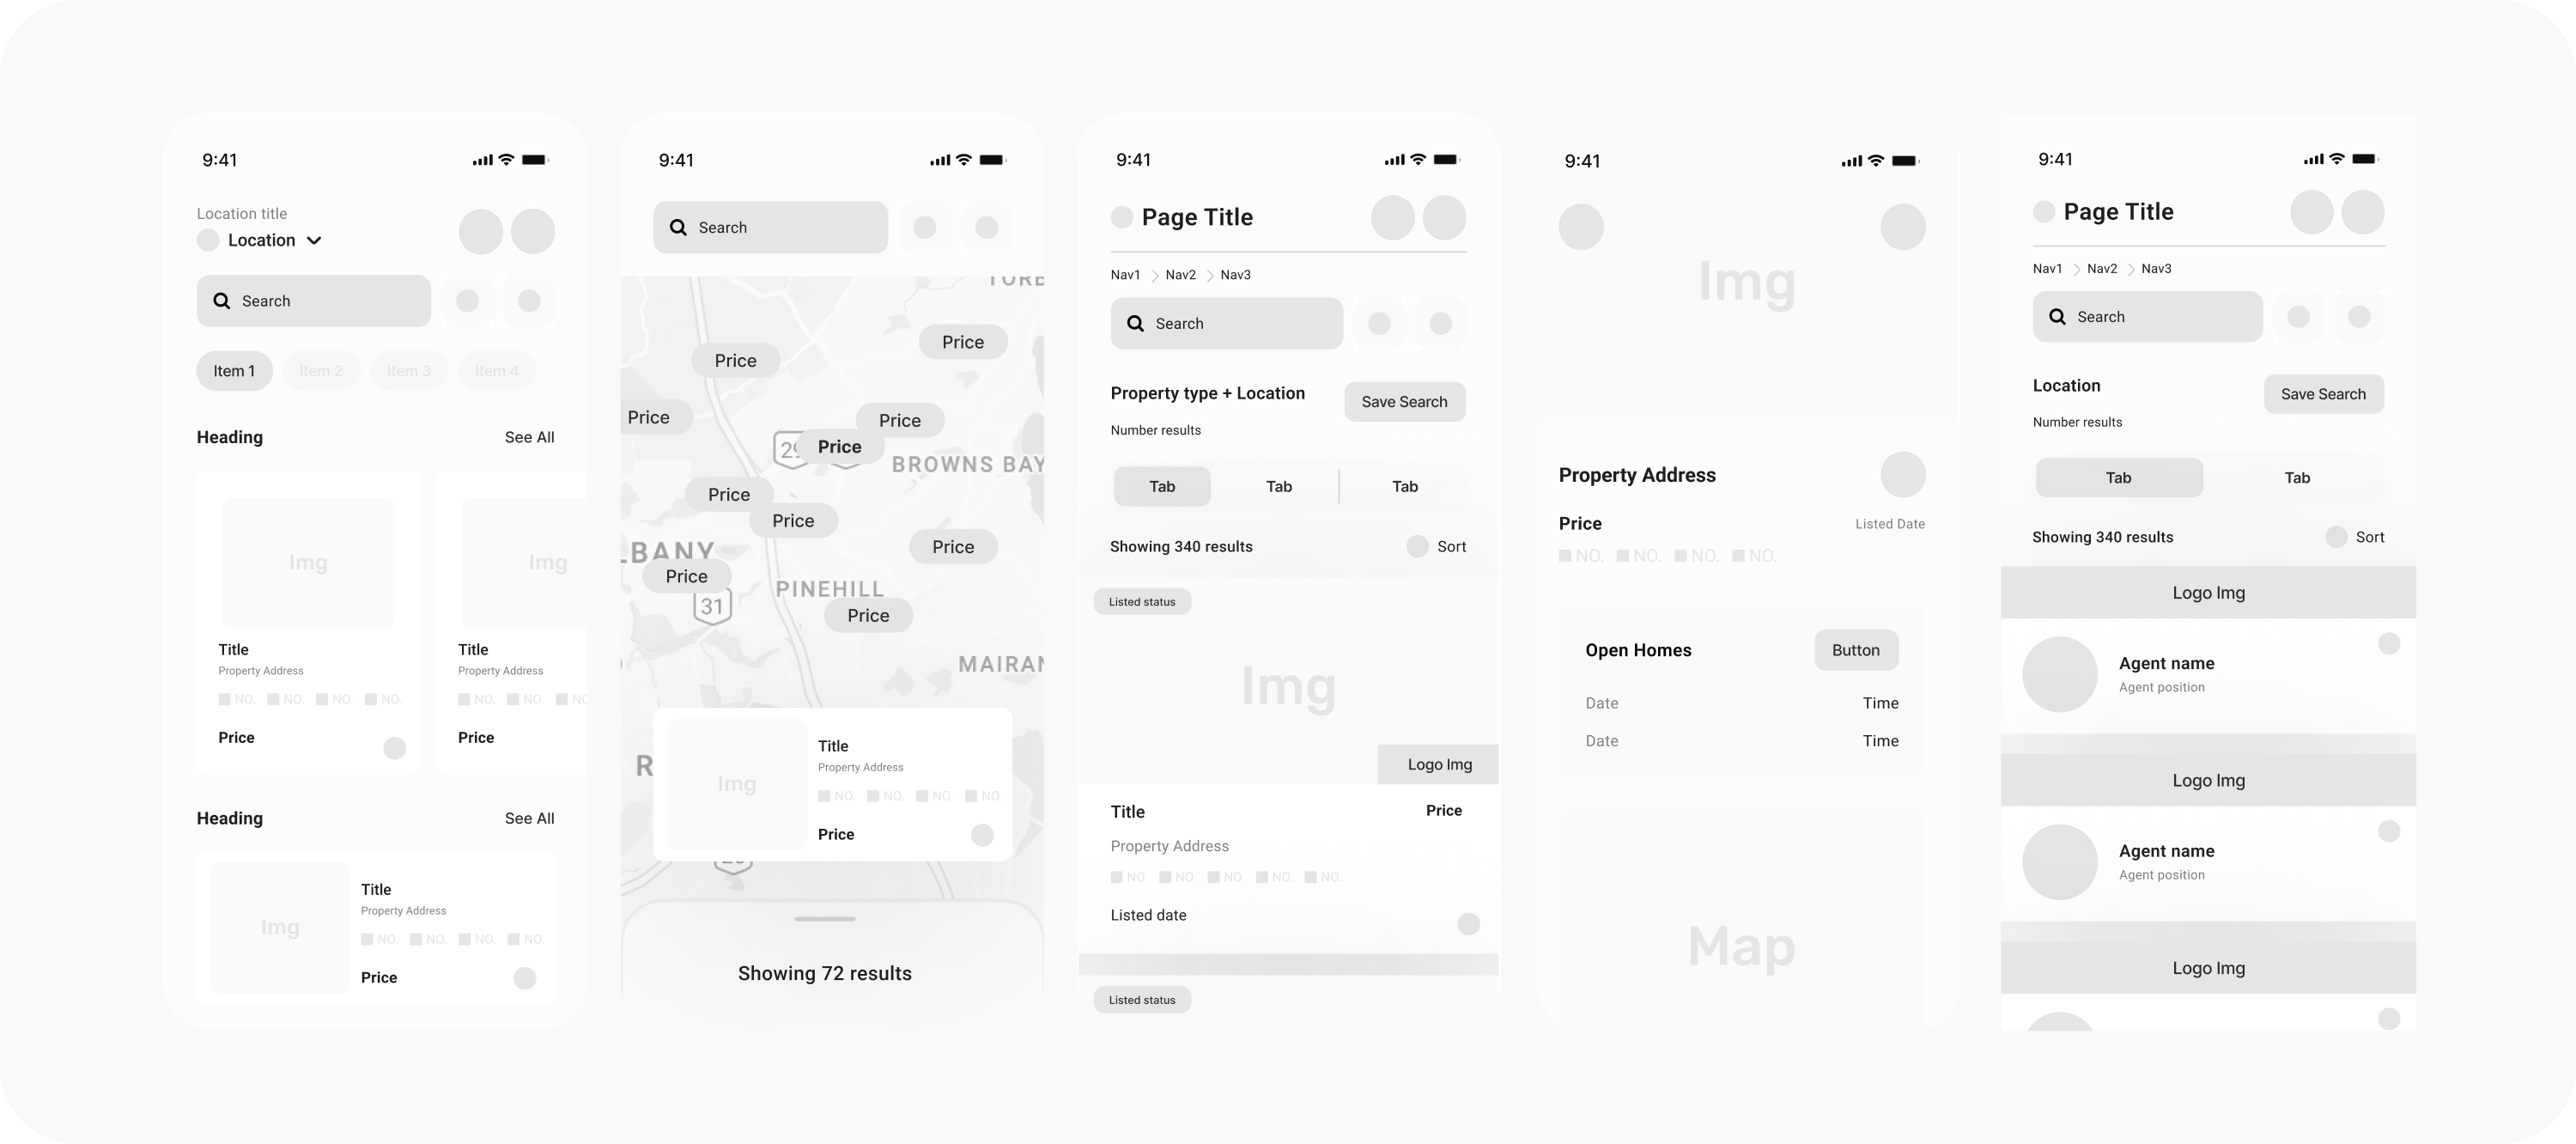 9:41
Location title
Location
Search
Item 1 Item 2 Item 3 Item 4
Heading See All
Img Img
Title Title
Property Address Property Address
NO. NO. NO. NO. NO. NO. NO
Price Price
Heading See All
Img
Title
Property Address
NO. NO. NO. NO.
Price
9:41
Search
Price
Price
Price
Price
Price
BROWNS BAY
Price
Price
Price
LBANY
Price
PINEHILL
31
Price
MAIRAN
R
Img
Title
Property Address
NO. NO. NO. NO.
Price
Showing 72 results
9:41
Page Title
Nav1 Nav2 Nav3
Search
Property type + Location
Save Search
Number results
Tab Tab Tab
Showing 340 results Sort
Listed status
Img
Logo Img
Title Price
Property Address
NO. NO. NO. NO. NO.
Listed date
Listed status
9:41
Img
Property Address
Price Listed Date
NO. NO. NO. NO.
Open Homes Button
Date Time
Date Time
Map
9:41
Page Title
Nav1 Nav2 Nav3
Search
Location
Save Search
Number results
Tab Tab
Showing 340 results Sort
Logo Img
Agent name
Agent position
Logo Img
Agent name
Agent position
Logo Img